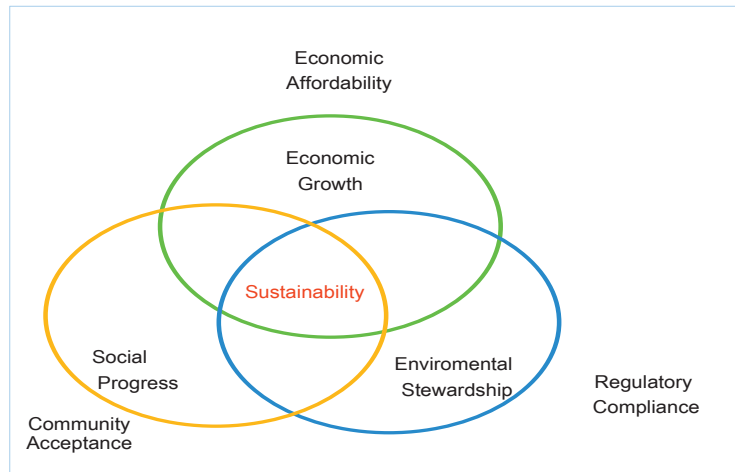 Economic
Affordability
Economic
Growth
Sustainability
Social
Progress
Enviromental
Stewardship
Regulatory
Compliance
Community
Acceptance